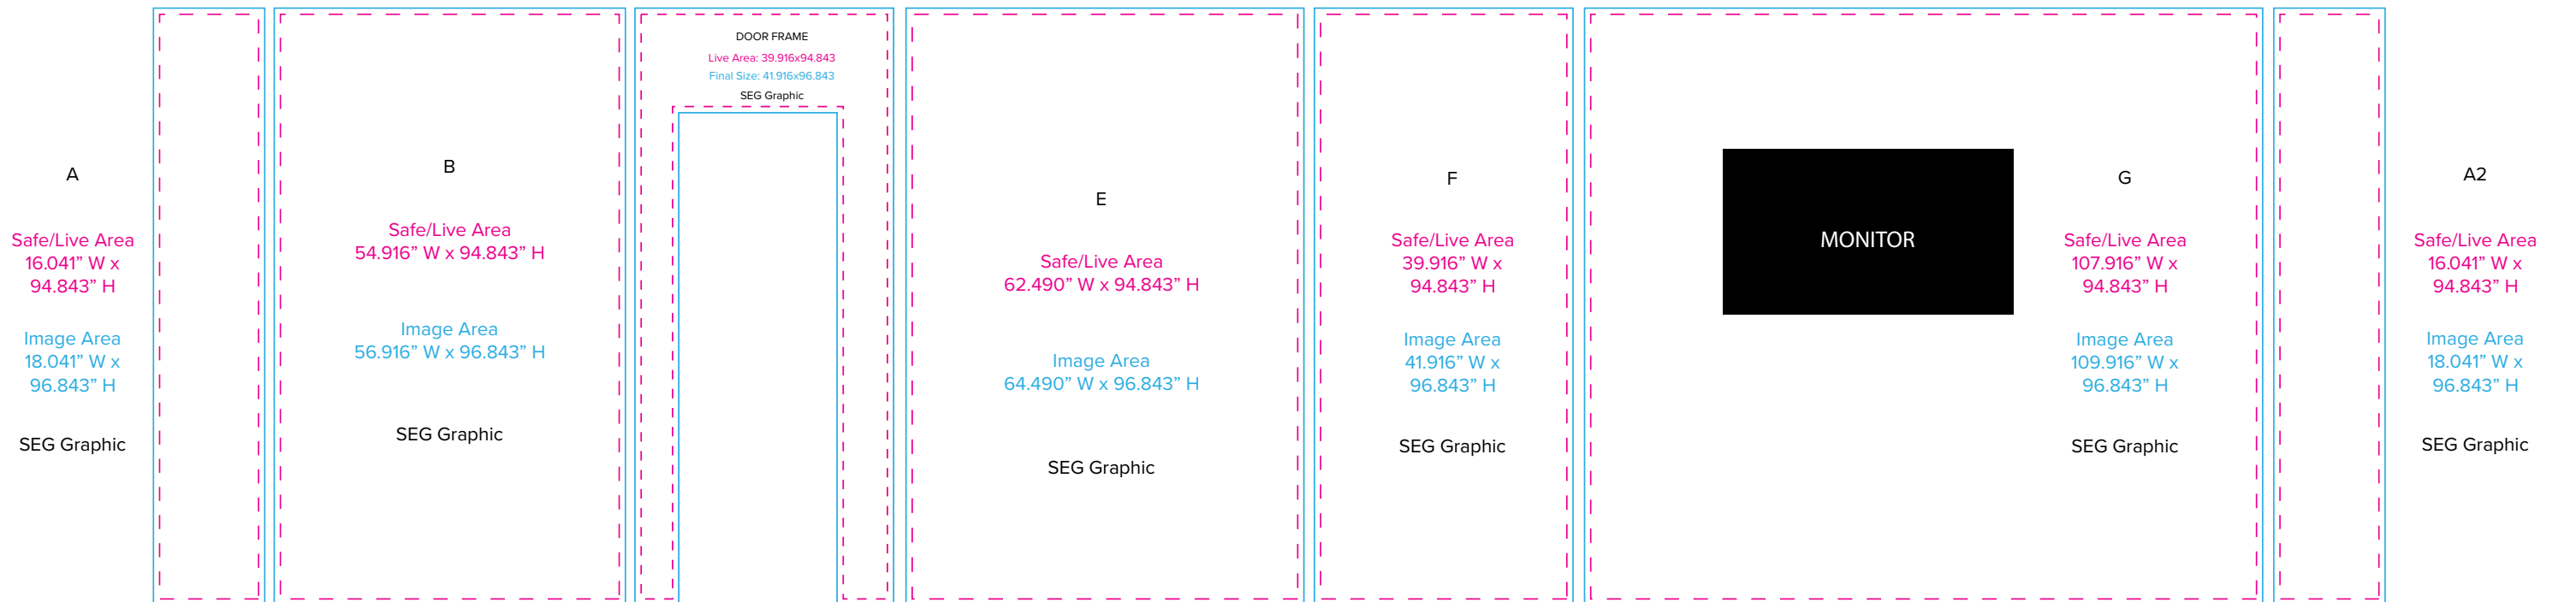 A
Safe/Live Area
16.041” W x
94.843” H
Image Area
18.041” W x
96.843” H
SEG Graphic
B
Safe/Live Area
54.916” W x 94.843” H
Image Area
56.916” W x 96.843” H
SEG Graphic
DOOR FRAME
Live Area: 39.916x94.843
Final Size: 41.916x96.843
SEG Graphic
E
Safe/Live Area
62.490” W x 94.843” H
Image Area
64.490” W x 96.843” H
SEG Graphic
F
Safe/Live Area
39.916” W x
94.843” H
Image Area
41.916” W x
96.843” H
SEG Graphic
MONITOR
G
Safe/Live Area
107.916” W x
94.843” H
Image Area
109.916” W x
96.843” H
SEG Graphic
A2
Safe/Live Area
16.041” W x
94.843” H
Image Area
18.041” W x
96.843” H
SEG Graphic